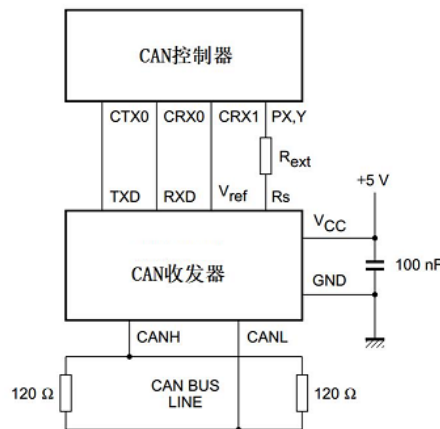 CAN控制器
CTX0 CRX0 CRX1 PX,Y
Rext
TXD RXD Vref Rs
+5 V
VCC
CAN收发器
100 nF
GND
CANH CANL
120 Ω CAN BUS 120 Ω
LINE